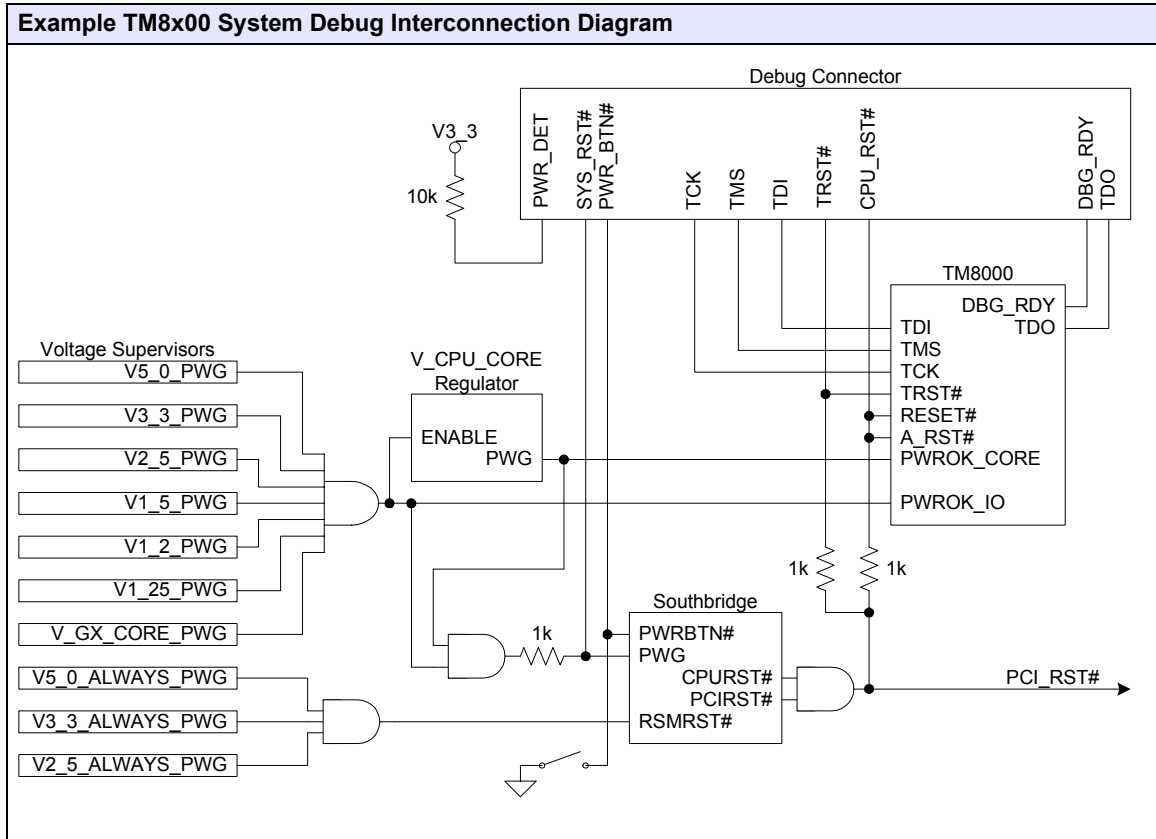 Example TM8x00 System Debug Interconnection Diagram
Debug Connector
PWR_DET
SYS_RST#
PWR_BTN#
TCK
TMS
TDI
TRST#
CPU_RST#
DBG_RDY
TDO
V3_3
10k
TM8000
DBG_RDY
TDO
TDI
TMS
TCK
TRST#
RESET#
A_RST#
PWROK_CORE
PWROK_IO
Voltage Supervisors
V5_0_PWG
V3_3_PWG
V2_5_PWG
V1_5_PWG
V1_2_PWG
V1_25_PWG
V_GX_CORE_PWG
V5_0_ALWAYS_PWG
V3_3_ALWAYS_PWG
V2_5_ALWAYS_PWG
V_CPU_CORE
Regulator
ENABLE
PWG
1k
1k
1k
Southbridge
PWRBTN#
PWG
CPURST#
PCIRST#
RSMRST#
PCI_RST#